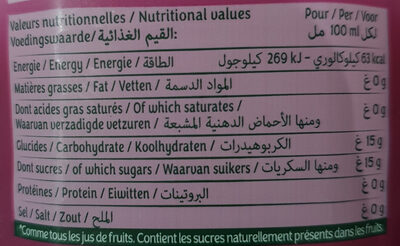 Valeurs nutritionnelles / Nutritional values Pour / Per / Voor
Voedingswaarde/ القيم الغذائية: لكل 100 ml مل
Energie / Energy / Energie / الطاقة 269 kJ كيلوجول – 63 kcal كيلوكالوري
Matières grasses / Fat / Vetten / المواد الدسمة 0 g غ
Dont acides gras saturés / Of which saturates /
Waarvan verzadigde vetzuren / ومنها الأحماض الدهنية المشبعة 0 g غ
Glucides / Carbohydrate / Koolhydraten / الكربوهيدرات 15 g غ
Dont sucres / of which sugars / Waarvan suikers / ومنها السكريات 15 g غ
Protéines / Protein / Eiwitten / البروتينات 0 g غ
Sel / Salt / Zout / الملح 0 g غ
*Comme tous les jus de fruits. Contient les sucres naturellement présents dans les fruits.